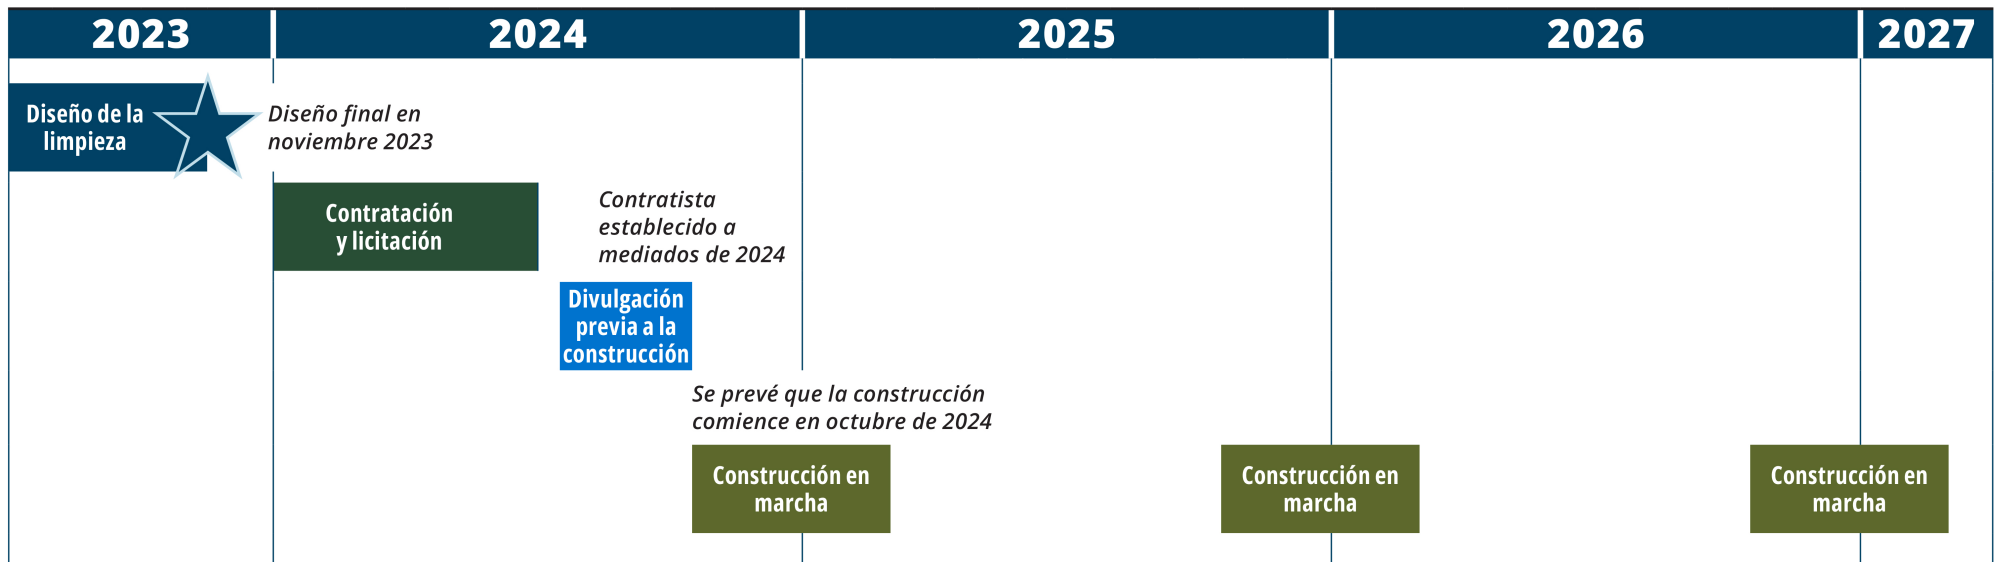 2023 2024 2025 2026 2027
Diseño de la
limpieza
Diseño final en
noviembre 2023
Contratación
y licitación
Contratista
establecido a
mediados de 2024
Divulgación
previa a la
construcción
Se prevé que la construcción
comience en octubre de 2024
Construcción en
marcha
Construcción en
marcha
Construcción en
marcha